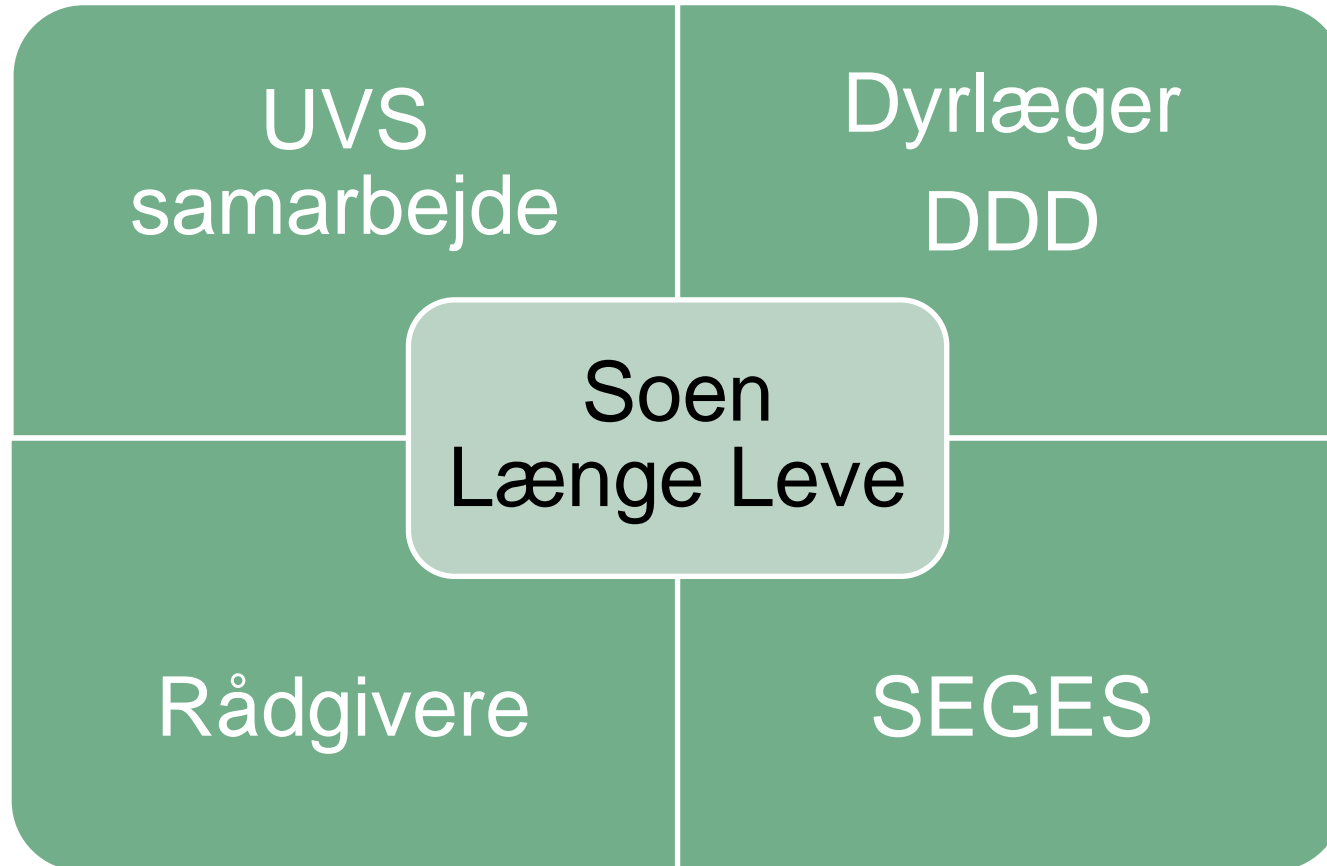 UVS
samarbejde
Dyrlæger
DDD
Soen
Længe Leve
Rådgivere
SEGES